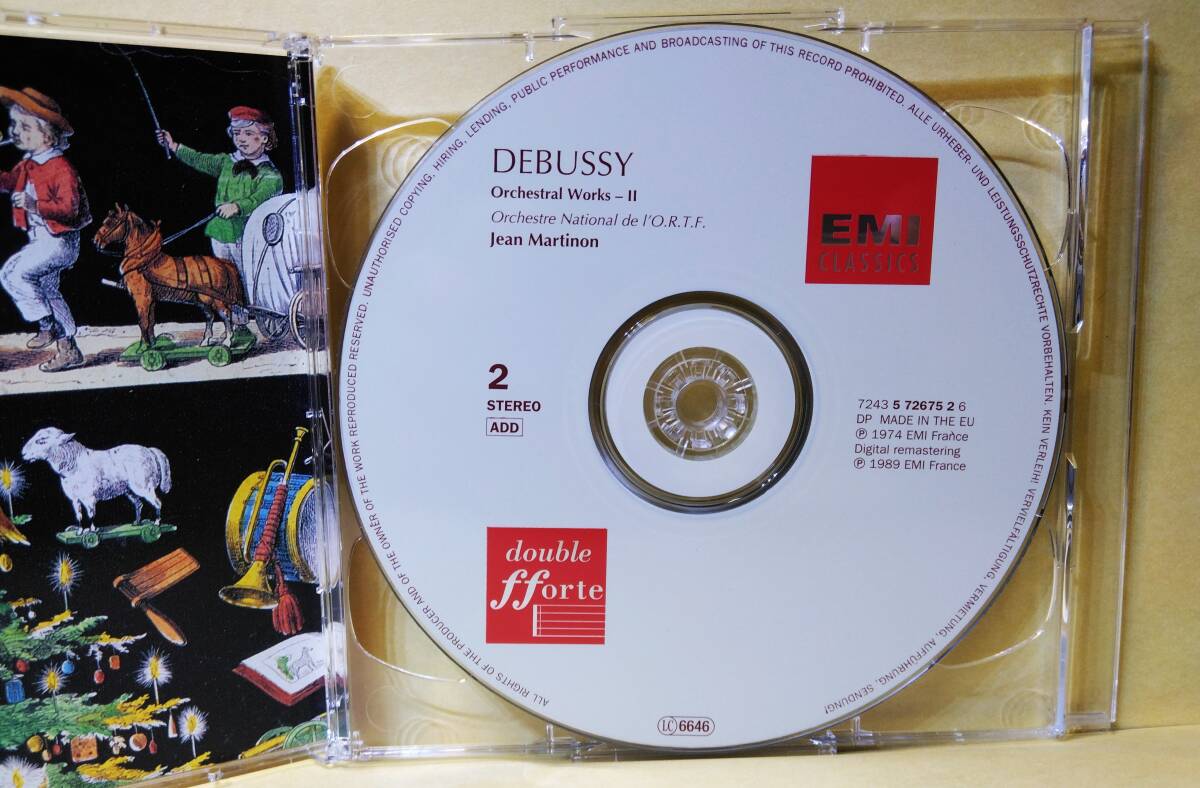 DEBUSSY
Orchestral Works – II
Orchestre National de l'O.R.T.F.
Jean Martinon
EMI
CLASSICS
2
STEREO
ADD
7243 5 72675 2 6
DP MADE IN THE EU
℗ 1974 EMI France
Digital remastering
℗ 1989 EMI France
double
fforte
LC 6646
ALL RIGHTS OF THE PRODUCER AND OF THE OWNER OF THE WORK REPRODUCED RESERVED. UNAUTHORISED COPYING, HIRING, LENDING, PUBLIC PERFORMANCE AND BROADCASTING OF THIS RECORD PROHIBITED. ALLE URHEBER- UND LEISTUNGSSCHUTZRECHTE VORBEHALTEN. KEIN VERLEIH! VERVIELFÄLTIGUNG, VERMIETUNG, AUFFÜHRUNG, SENDUNG!